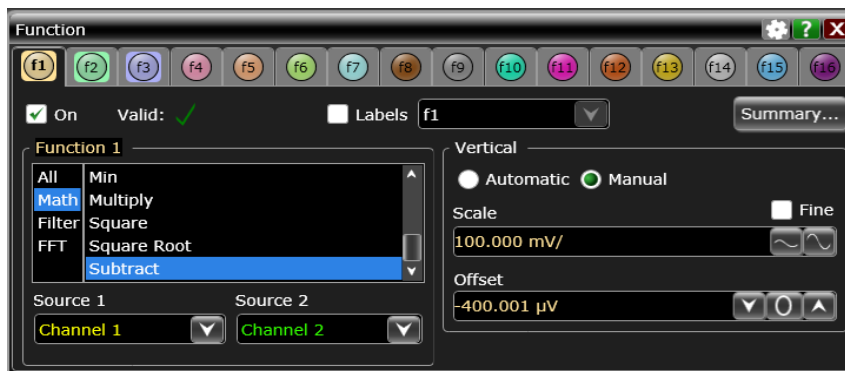 Function
? X
f1 f2 f3 f4 f5 f6 f7 f8 f9 f10 f11 f12 f13 f14 f15 f16
On Valid: Labels f1 Summary...
Function 1
All Min
Math Multiply
Filter Square
FFT Square Root
Subtract
Source 1 Source 2
Channel 1 Channel 2
Vertical
Automatic Manual
Scale Fine
100.000 mV/
Offset
-400.001 µV 0